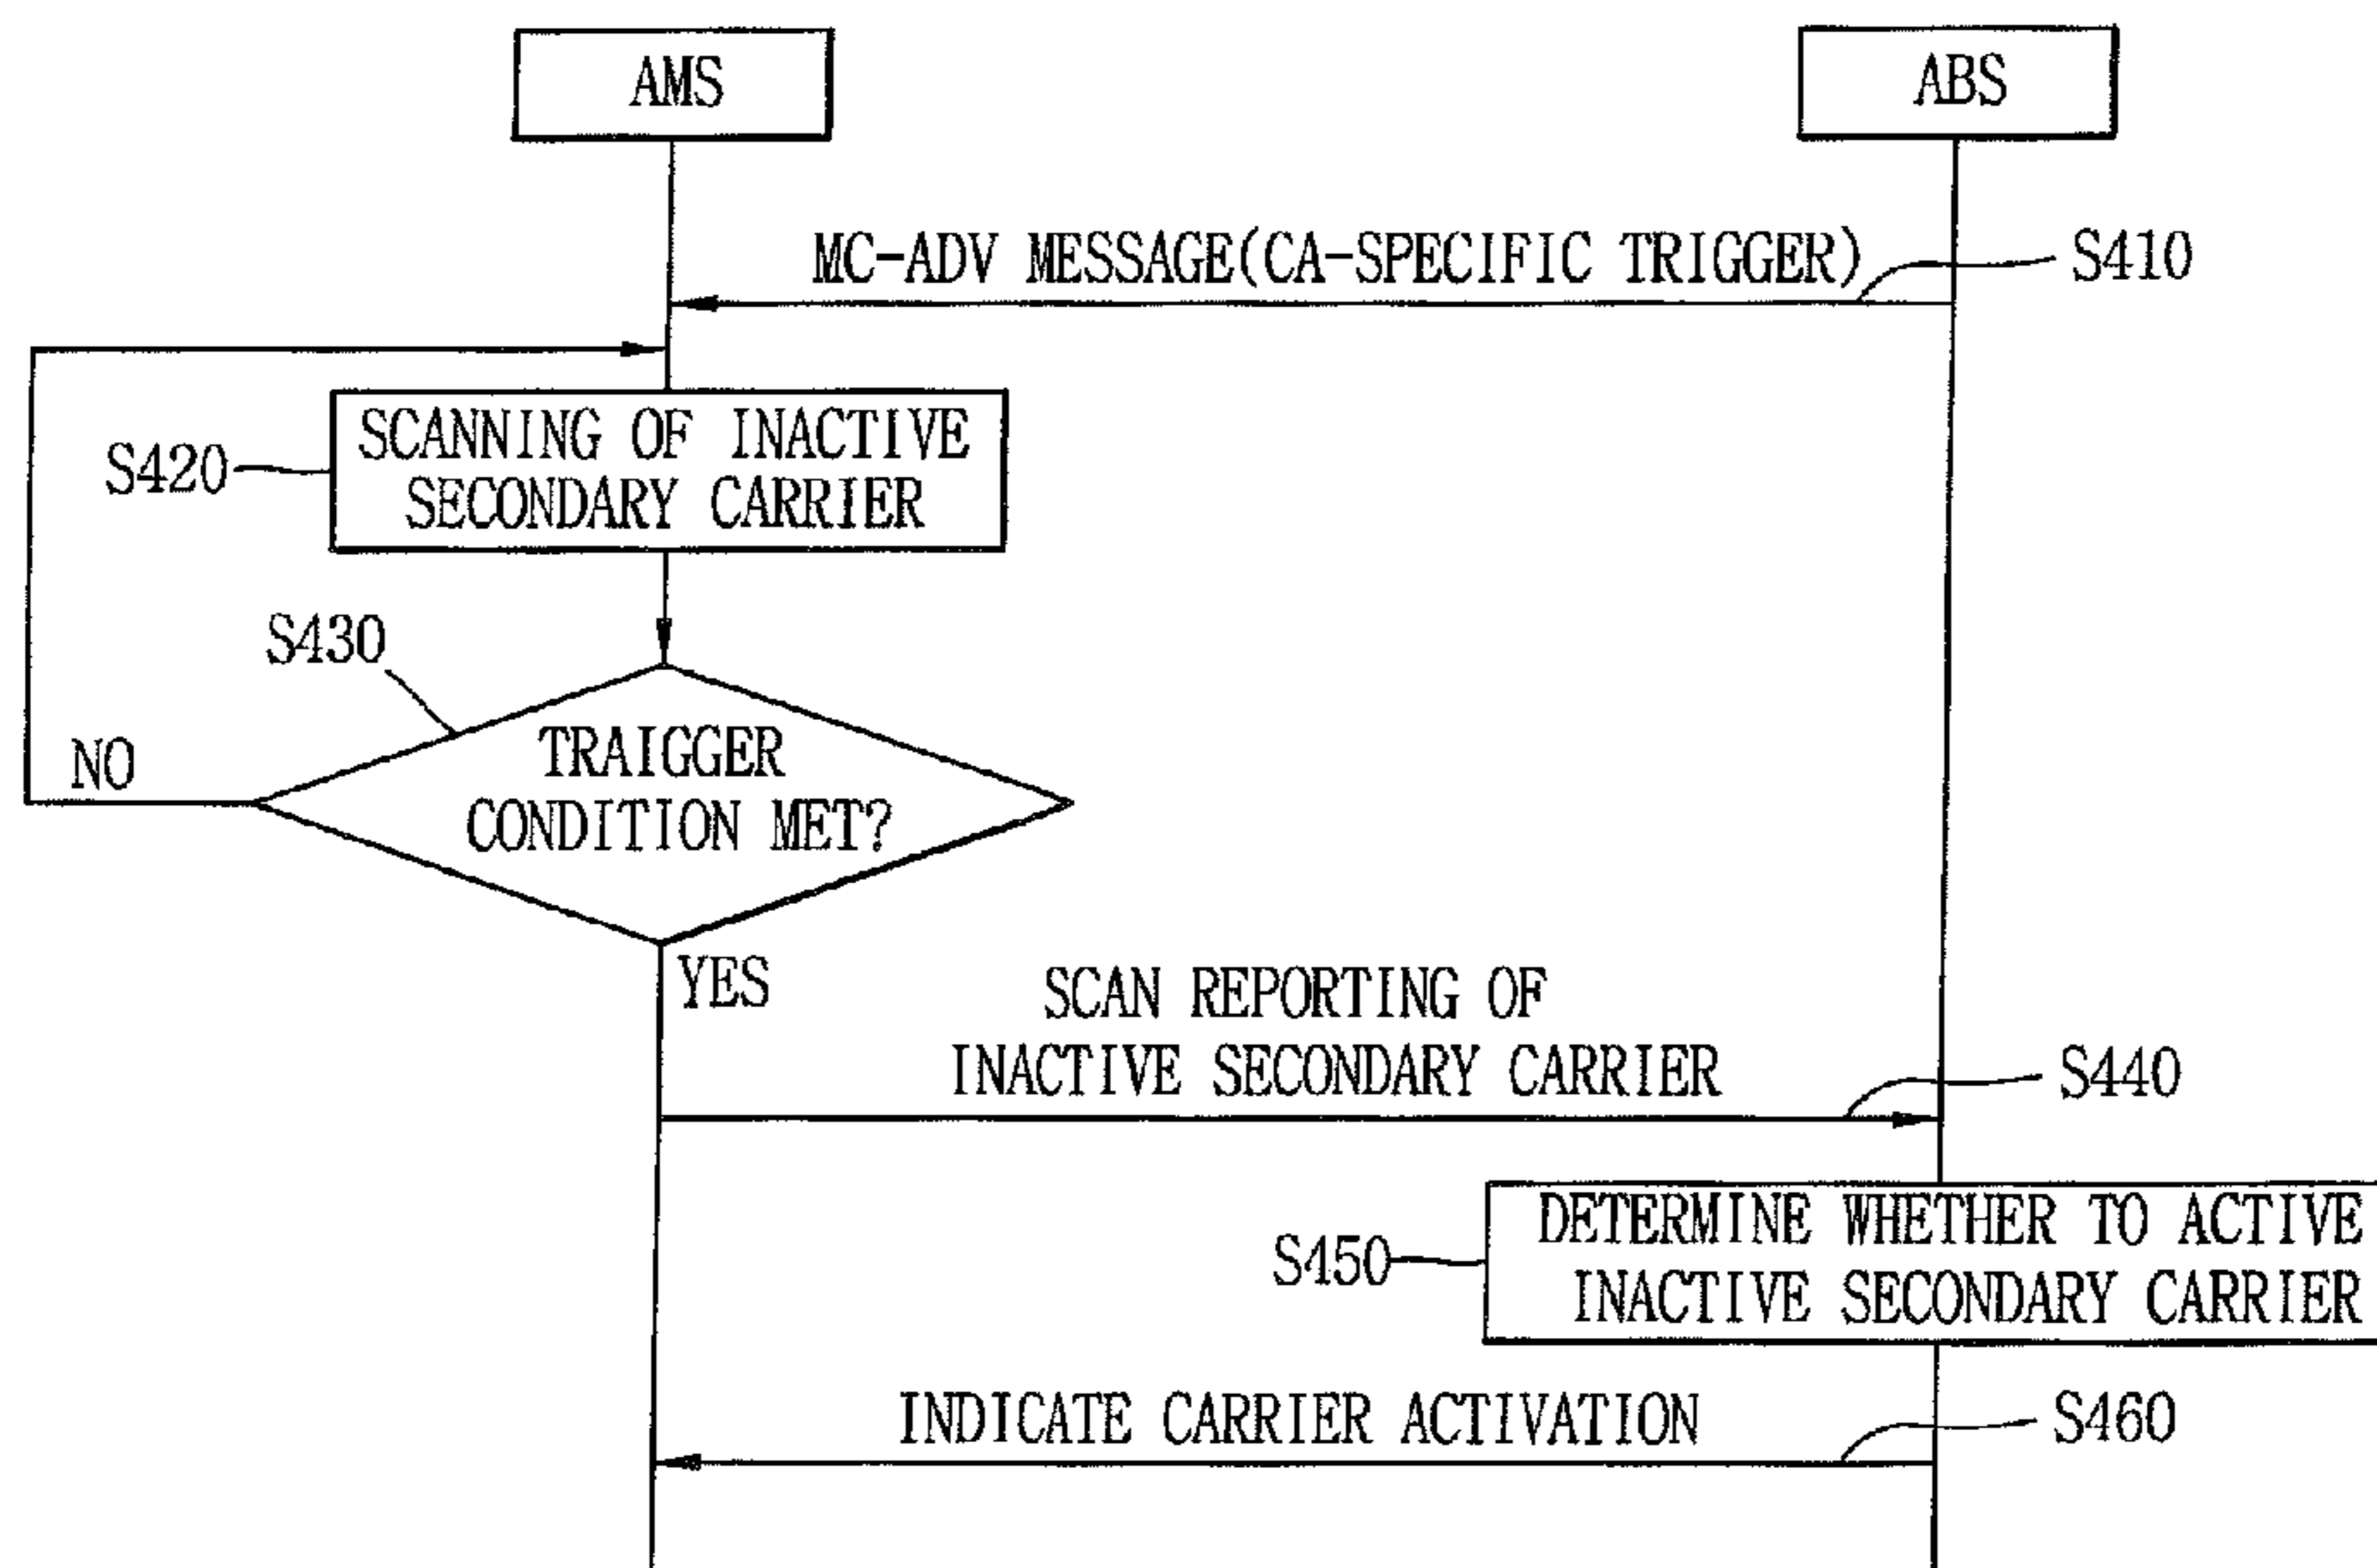 AMS
ABS
MC-ADV MESSAGE(CA-SPECIFIC TRIGGER)
S410
SCANNING OF INACTIVE
SECONDARY CARRIER
S420
S430
TRAIGGER
CONDITION MET?
NO
YES
SCAN REPORTING OF
INACTIVE SECONDARY CARRIER
S440
DETERMINE WHETHER TO ACTIVE
INACTIVE SECONDARY CARRIER
S450
INDICATE CARRIER ACTIVATION
S460